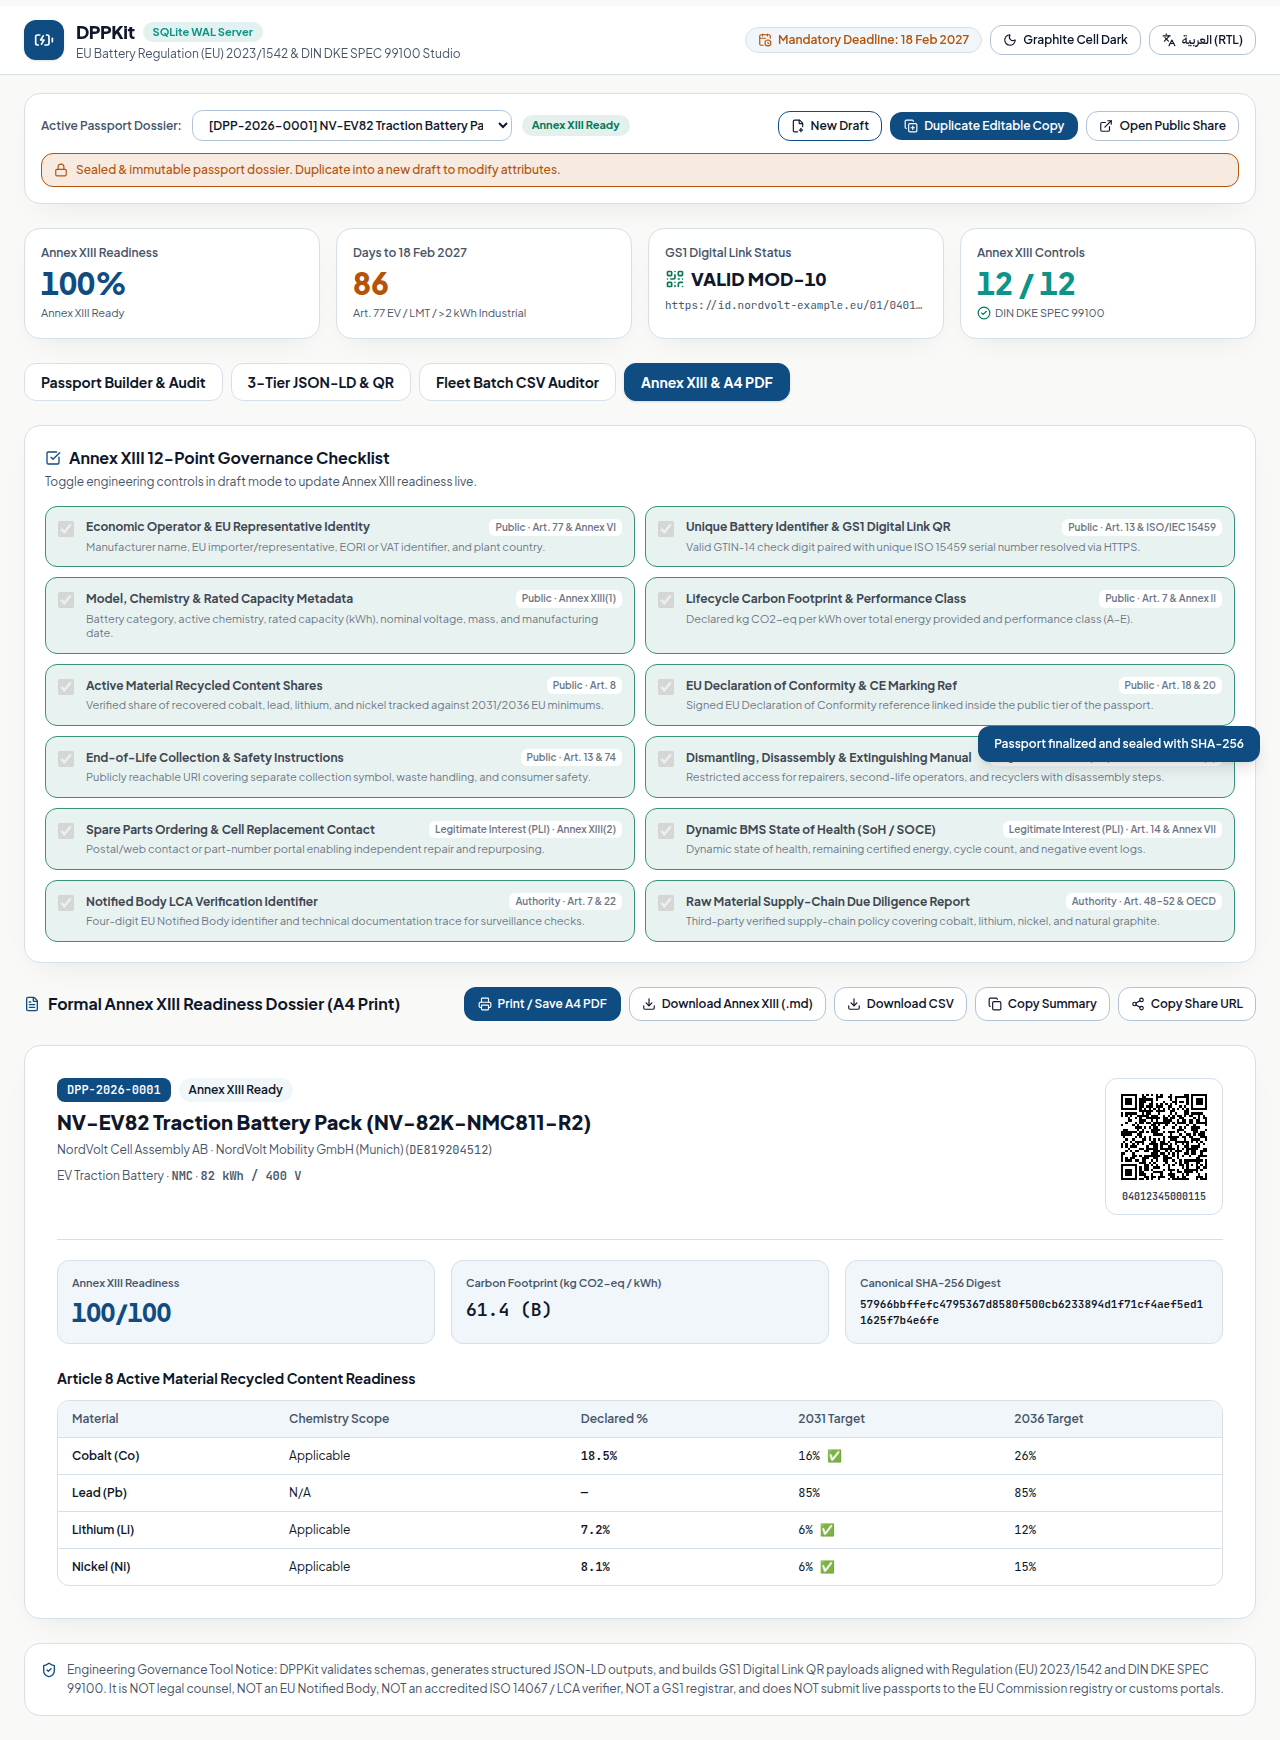 DPPKit SQLite WAL Server
EU Battery Regulation (EU) 2023/1542 & DIN DKE SPEC 99100 Studio
Mandatory Deadline: 18 Feb 2027
Graphite Cell Dark
العربية (RTL)
Active Passport Dossier:
[DPP-2026-0001] NV-EV82 Traction Battery Pa
Annex XIII Ready
New Draft
Duplicate Editable Copy
Open Public Share
Sealed & immutable passport dossier. Duplicate into a new draft to modify attributes.
Annex XIII Readiness
100%
Annex XIII Ready
Days to 18 Feb 2027
86
Art. 77 EV / LMT / >2 kWh Industrial
GS1 Digital Link Status
VALID MOD-10
https://id.nordvolt-example.eu/01/0401…
Annex XIII Controls
12 / 12
DIN DKE SPEC 99100
Passport Builder & Audit
3-Tier JSON-LD & QR
Fleet Batch CSV Auditor
Annex XIII & A4 PDF
Annex XIII 12-Point Governance Checklist
Toggle engineering controls in draft mode to update Annex XIII readiness live.
Economic Operator & EU Representative Identity
Public · Art. 77 & Annex VI
Manufacturer name, EU importer/representative, EORI or VAT identifier, and plant country.
Unique Battery Identifier & GS1 Digital Link QR
Public · Art. 13 & ISO/IEC 15459
Valid GTIN-14 check digit paired with unique ISO 15459 serial number resolved via HTTPS.
Model, Chemistry & Rated Capacity Metadata
Public · Annex XIII(1)
Battery category, active chemistry, rated capacity (kWh), nominal voltage, mass, and manufacturing
date.
Lifecycle Carbon Footprint & Performance Class
Public · Art. 7 & Annex II
Declared kg CO2-eq per kWh over total energy provided and performance class (A-E).
Active Material Recycled Content Shares
Public · Art. 8
Verified share of recovered cobalt, lead, lithium, and nickel tracked against 2031/2036 EU minimums.
EU Declaration of Conformity & CE Marking Ref
Public · Art. 18 & 20
Signed EU Declaration of Conformity reference linked inside the public tier of the passport.
End-of-Life Collection & Safety Instructions
Public · Art. 13 & 74
Publicly reachable URI covering separate collection symbol, waste handling, and consumer safety.
Dismantling, Disassembly & Extinguishing Manual
Passport finalized and sealed with SHA-256
Restricted access for repairers, second-life operators, and recyclers with disassembly steps.
Spare Parts Ordering & Cell Replacement Contact
Legitimate Interest (PLI) · Annex XIII(2)
Postal/web contact or part-number portal enabling independent repair and repurposing.
Dynamic BMS State of Health (SoH / SOCE)
Legitimate Interest (PLI) · Art. 14 & Annex VII
Dynamic state of health, remaining certified energy, cycle count, and negative event logs.
Notified Body LCA Verification Identifier
Authority · Art. 7 & 22
Four-digit EU Notified Body identifier and technical documentation trace for surveillance checks.
Raw Material Supply-Chain Due Diligence Report
Authority · Art. 48-52 & OECD
Third-party verified supply-chain policy covering cobalt, lithium, nickel, and natural graphite.
Formal Annex XIII Readiness Dossier (A4 Print)
Print / Save A4 PDF
Download Annex XIII (.md)
Download CSV
Copy Summary
Copy Share URL
DPP-2026-0001
Annex XIII Ready
NV-EV82 Traction Battery Pack (NV-82K-NMC811-R2)
NordVolt Cell Assembly AB · NordVolt Mobility GmbH (Munich) (DE819204512)
EV Traction Battery · NMC · 82 kWh / 400 V
04012345000115
Annex XIII Readiness
100/100
Carbon Footprint (kg CO2-eq / kWh)
61.4 (B)
Canonical SHA-256 Digest
57966bbffefc4795367d8580f500cb6233894d1f71cf4aef5ed1
1625f7b4e6fe
Article 8 Active Material Recycled Content Readiness
Material Chemistry Scope Declared % 2031 Target 2036 Target
Cobalt (Co) Applicable 18.5% 16% ✅ 26%
Lead (Pb) N/A — 85% 85%
Lithium (Li) Applicable 7.2% 6% ✅ 12%
Nickel (Ni) Applicable 8.1% 6% ✅ 15%
Engineering Governance Tool Notice: DPPKit validates schemas, generates structured JSON-LD outputs, and builds GS1 Digital Link QR payloads aligned with Regulation (EU) 2023/1542 and DIN DKE SPEC
99100. It is NOT legal counsel, NOT an EU Notified Body, NOT an accredited ISO 14067 / LCA verifier, NOT a GS1 registrar, and does NOT submit live passports to the EU Commission registry or customs portals.